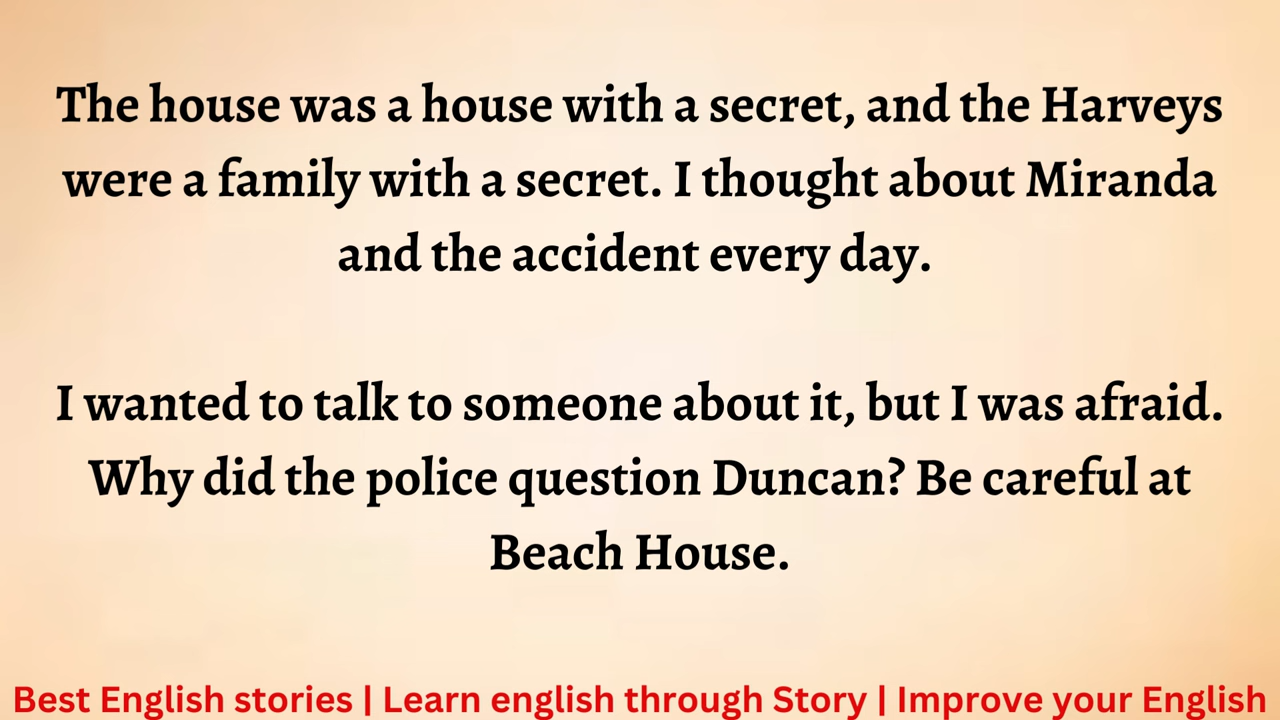 The house was a house with a secret, and the Harveys
were a family with a secret. I thought about Miranda
and the accident every day.
I wanted to talk to someone about it, but I was afraid.
Why did the police question Duncan? Be careful at
Beach House.
Best English stories | Learn english through Story | Improve your English